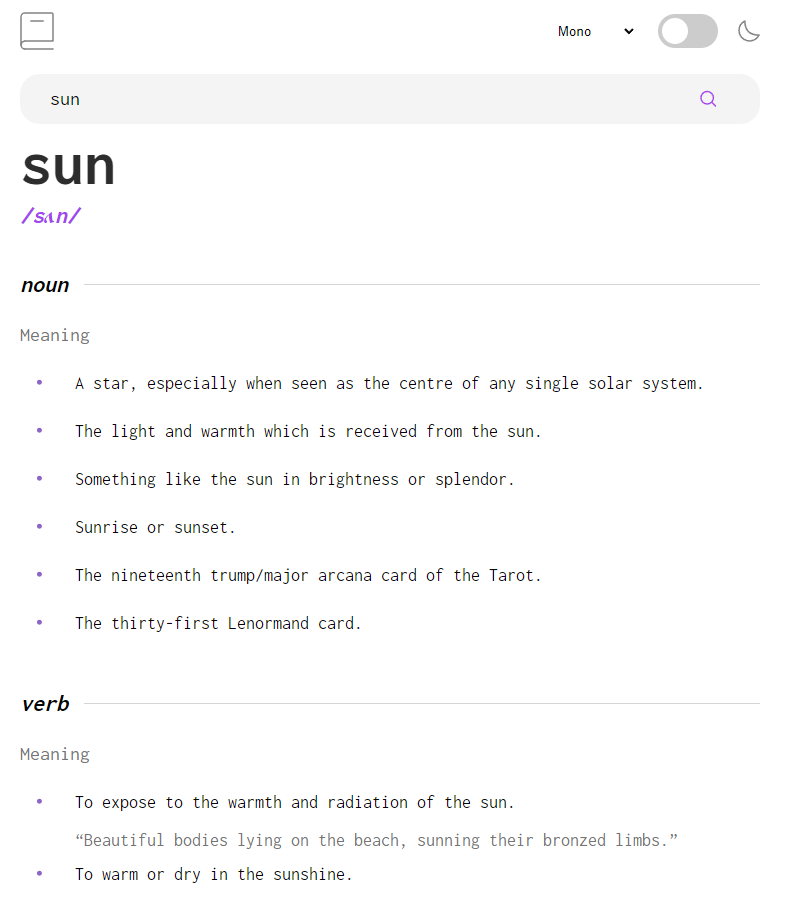 Mono
sun
sun
/sʌn/
noun
Meaning
A star, especially when seen as the centre of any single solar system.
The light and warmth which is received from the sun.
Something like the sun in brightness or splendor.
Sunrise or sunset.
The nineteenth trump/major arcana card of the Tarot.
The thirty-first Lenormand card.
verb
Meaning
To expose to the warmth and radiation of the sun.
“Beautiful bodies lying on the beach, sunning their bronzed limbs.”
To warm or dry in the sunshine.